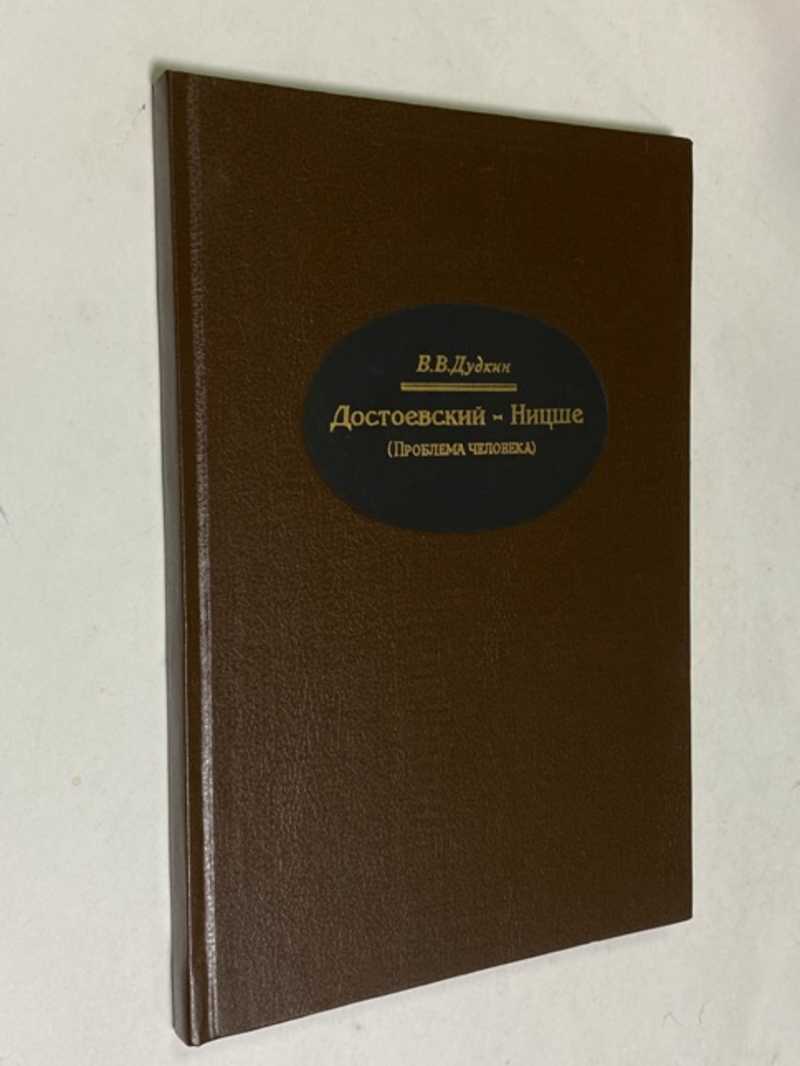 В.В.Дудкин
Достоевский - Ницше
(Проблема человека)